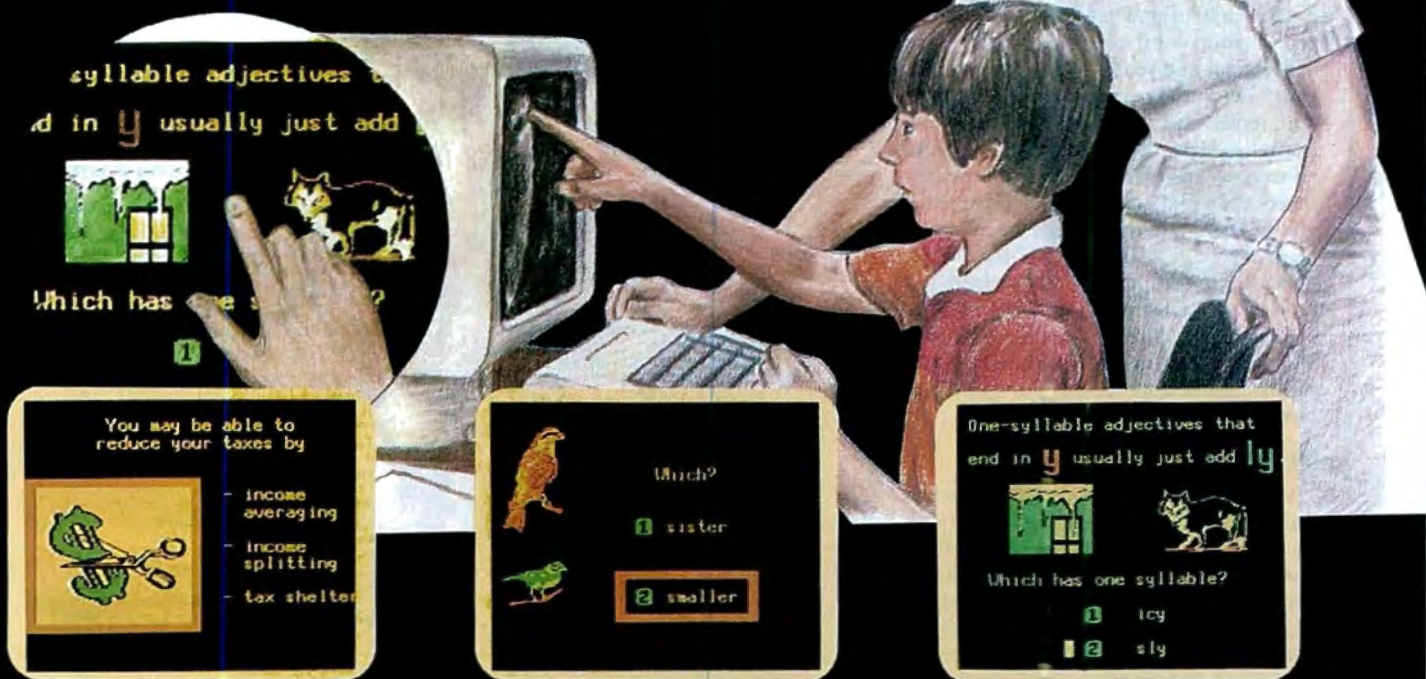 syllable adjectives t
d in y usually just add
Which has
1
You may be able to
reduce your taxes by
- income
averaging
- income
splitting
- tax shelter
Which?
1 sister
2 smaller
One-syllable adjectives that
end in y usually just add ly.
Which has one syllable?
1 icy
2 sly